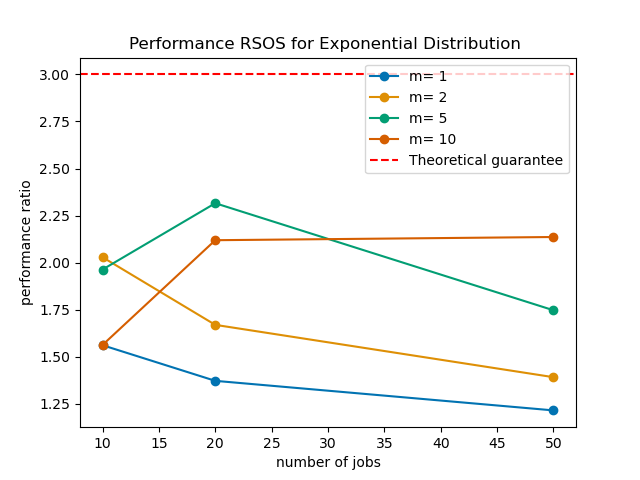 Performance RSOS for Exponential Distribution
3.00
2.75
2.50
2.25
2.00
1.75
1.50
1.25
performance ratio
m= 1
m= 2
m= 5
m= 10
Theoretical guarantee
10 15 20 25 30 35 40 45 50
number of jobs